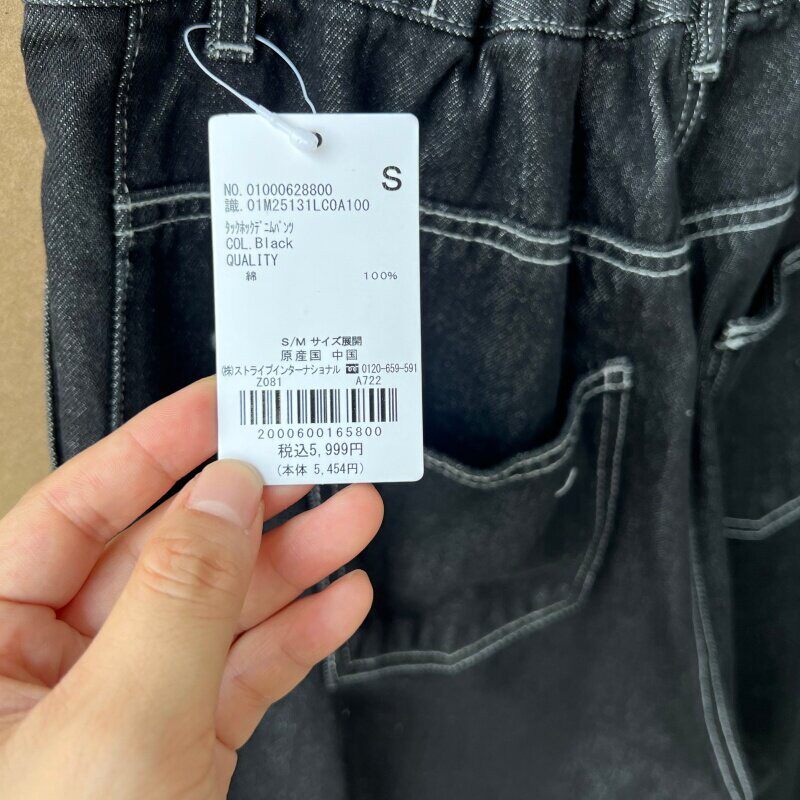 S
NO.01000628800
識.01M25131LC0A100
ﾀｯｸﾎｯｸﾃﾞﾆﾑﾊﾟﾝﾂ
COL.Black
QUALITY
綿 100%
S/M サイズ展開
原産国 中国
(株)ストライプインターナショナル ☎0120-659-591
Z081 A722
2000600165800
税込5,999円
(本体 5,454円)